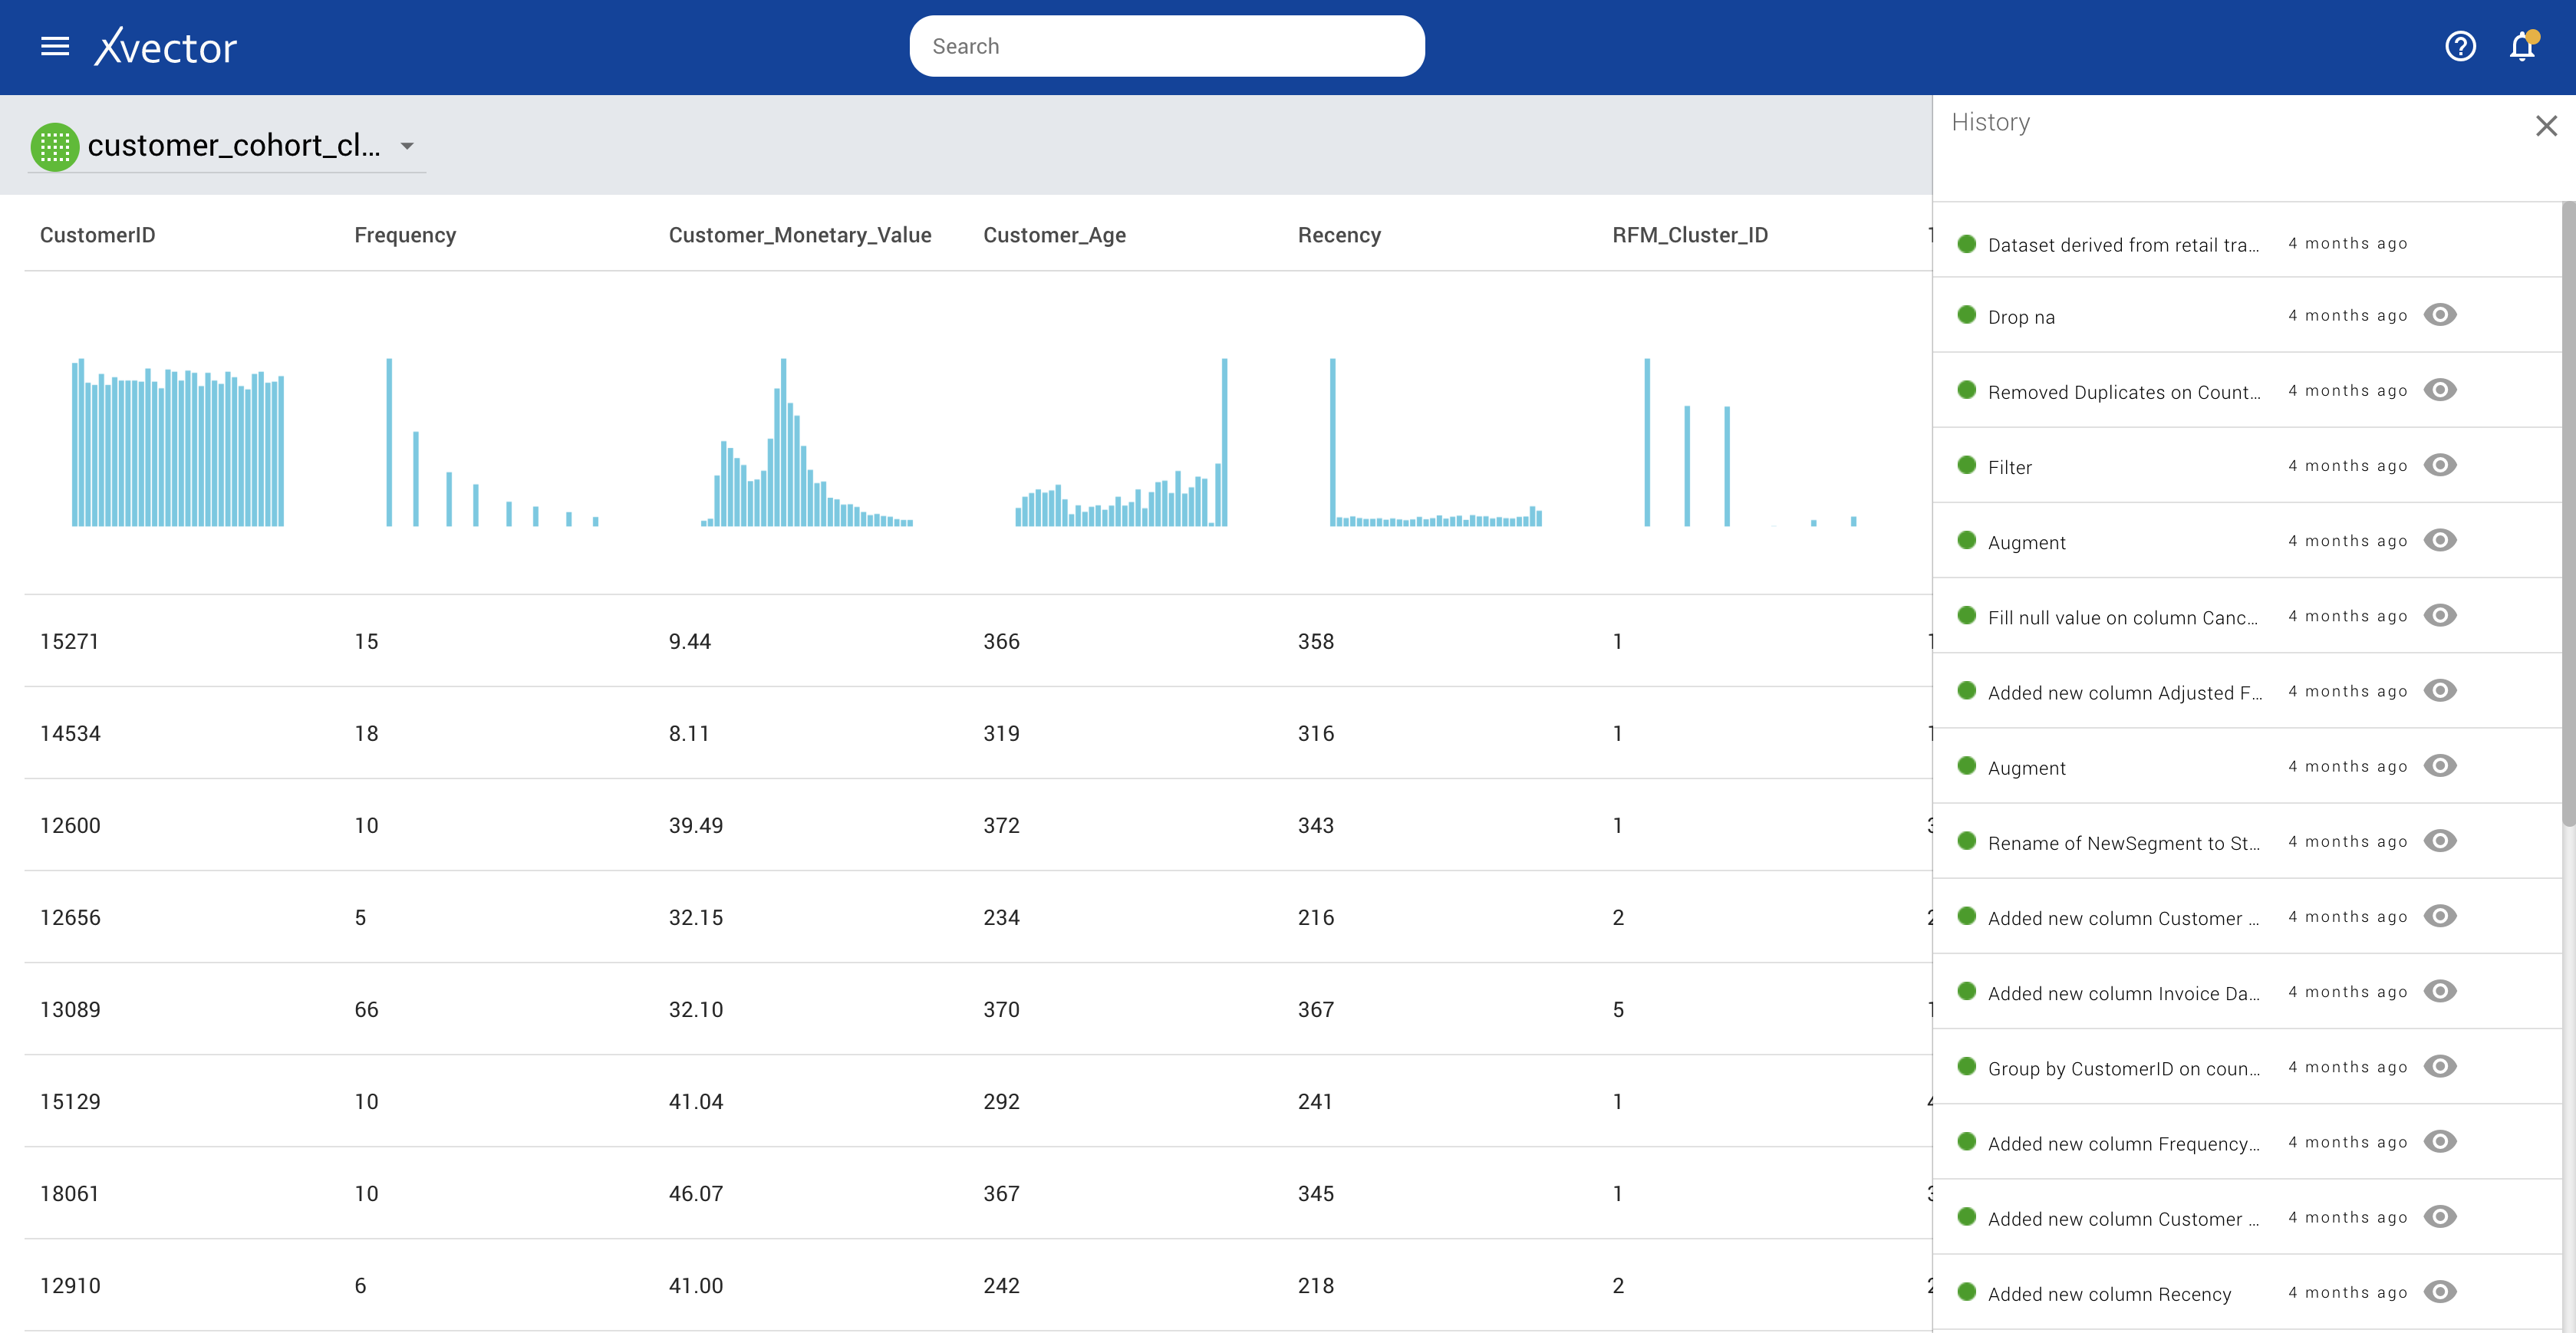 Xvector
Search
customer_cohort_cl...
CustomerID Frequency Customer_Monetary_Value Customer_Age Recency RFM_Cluster_ID
15271 15 9.44 366 358 1
14534 18 8.11 319 316 1
12600 10 39.49 372 343 1
12656 5 32.15 234 216 2
13089 66 32.10 370 367 5
15129 10 41.04 292 241 1
18061 10 46.07 367 345 1
12910 6 41.00 242 218 2
History
Dataset derived from retail tra... 4 months ago
Drop na 4 months ago
Removed Duplicates on Count... 4 months ago
Filter 4 months ago
Augment 4 months ago
Fill null value on column Canc... 4 months ago
Added new column Adjusted F... 4 months ago
Augment 4 months ago
Rename of NewSegment to St... 4 months ago
Added new column Customer ... 4 months ago
Added new column Invoice Da... 4 months ago
Group by CustomerID on coun... 4 months ago
Added new column Frequency... 4 months ago
Added new column Customer ... 4 months ago
Added new column Recency 4 months ago